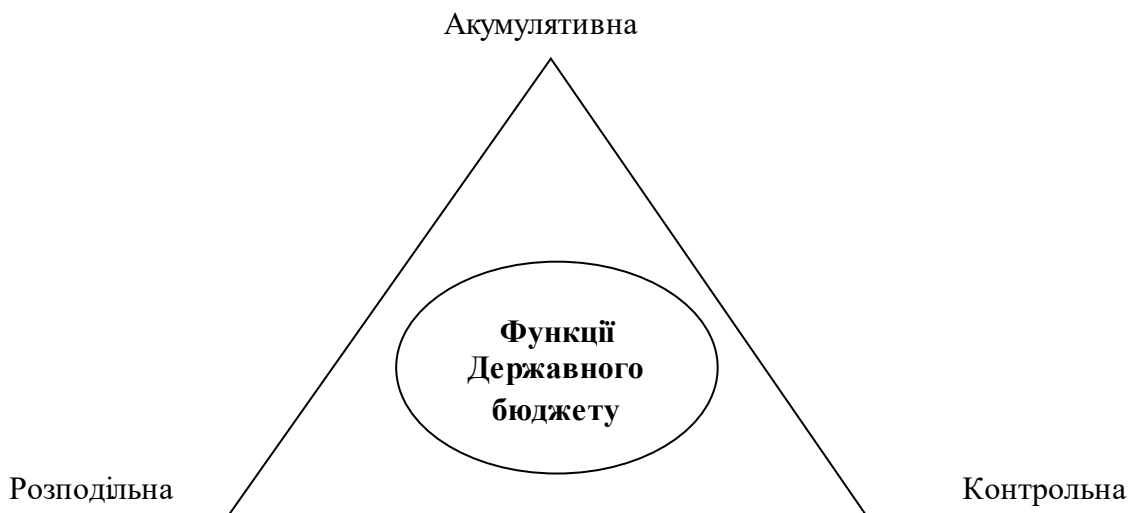 Акумулятивна
Функції
Державного
бюджету
Розподільна
Контрольна